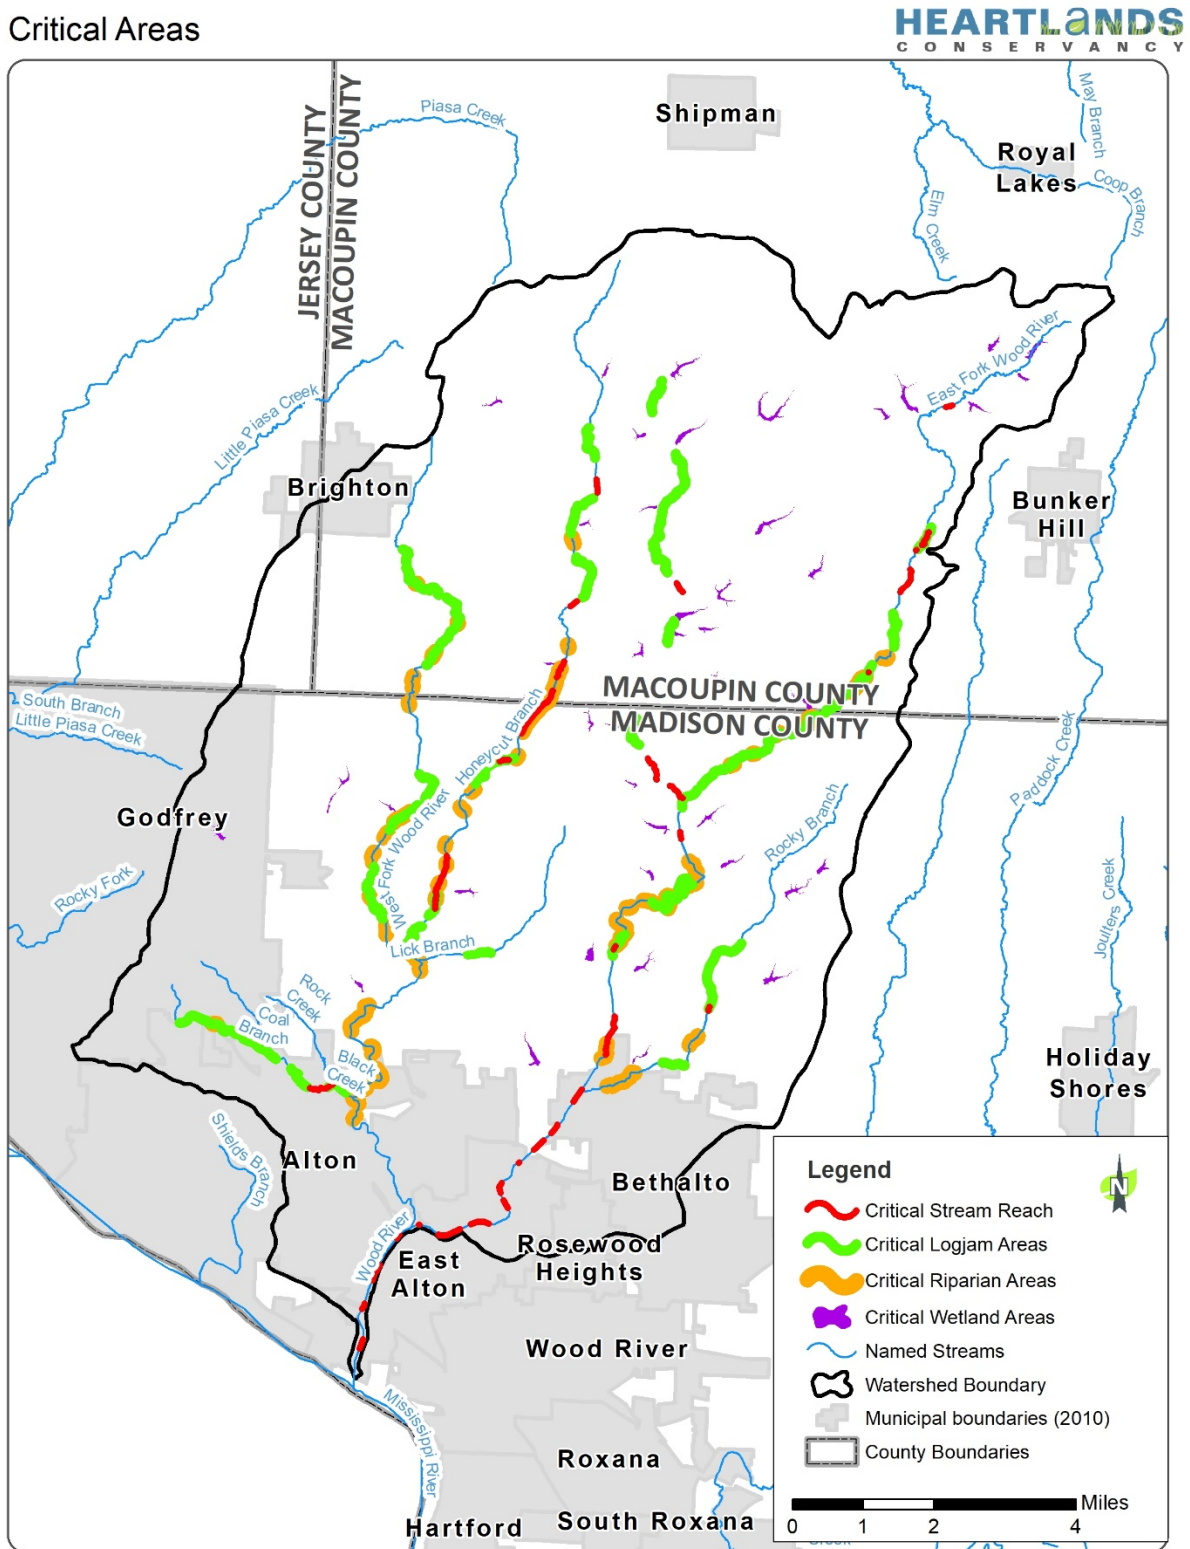 Critical Areas
HEARTLANDS
CONSERVANCY
Piasa Creek
Shipman
May Branch
JERSEY COUNTY
MACOUPIN COUNTY
Royal
Lakes
Coop Branch
Elm Creek
East Fork Wood River
Little Piasa Creek
Brighton
Bunker
Hill
South Branch
Little Piasa Creek
MACOUPIN COUNTY
MADISON COUNTY
Honeycut Branch
Paddock Creek
Godfrey
West Fork Wood River
Rocky Branch
Rocky Fork
Joulters Creek
Lick Branch
Rock
Creek
Coal
Branch
Black
Creek
Holiday
Shores
Shields Branch
Alton
Bethalto
Wood River
East
Alton
Rosewood
Heights
Wood River
Mississippi River
Roxana
Hartford
South Roxana
Legend
N
Critical Stream Reach
Critical Logjam Areas
Critical Riparian Areas
Critical Wetland Areas
Named Streams
Watershed Boundary
Municipal boundaries (2010)
County Boundaries
Miles
0 1 2 4